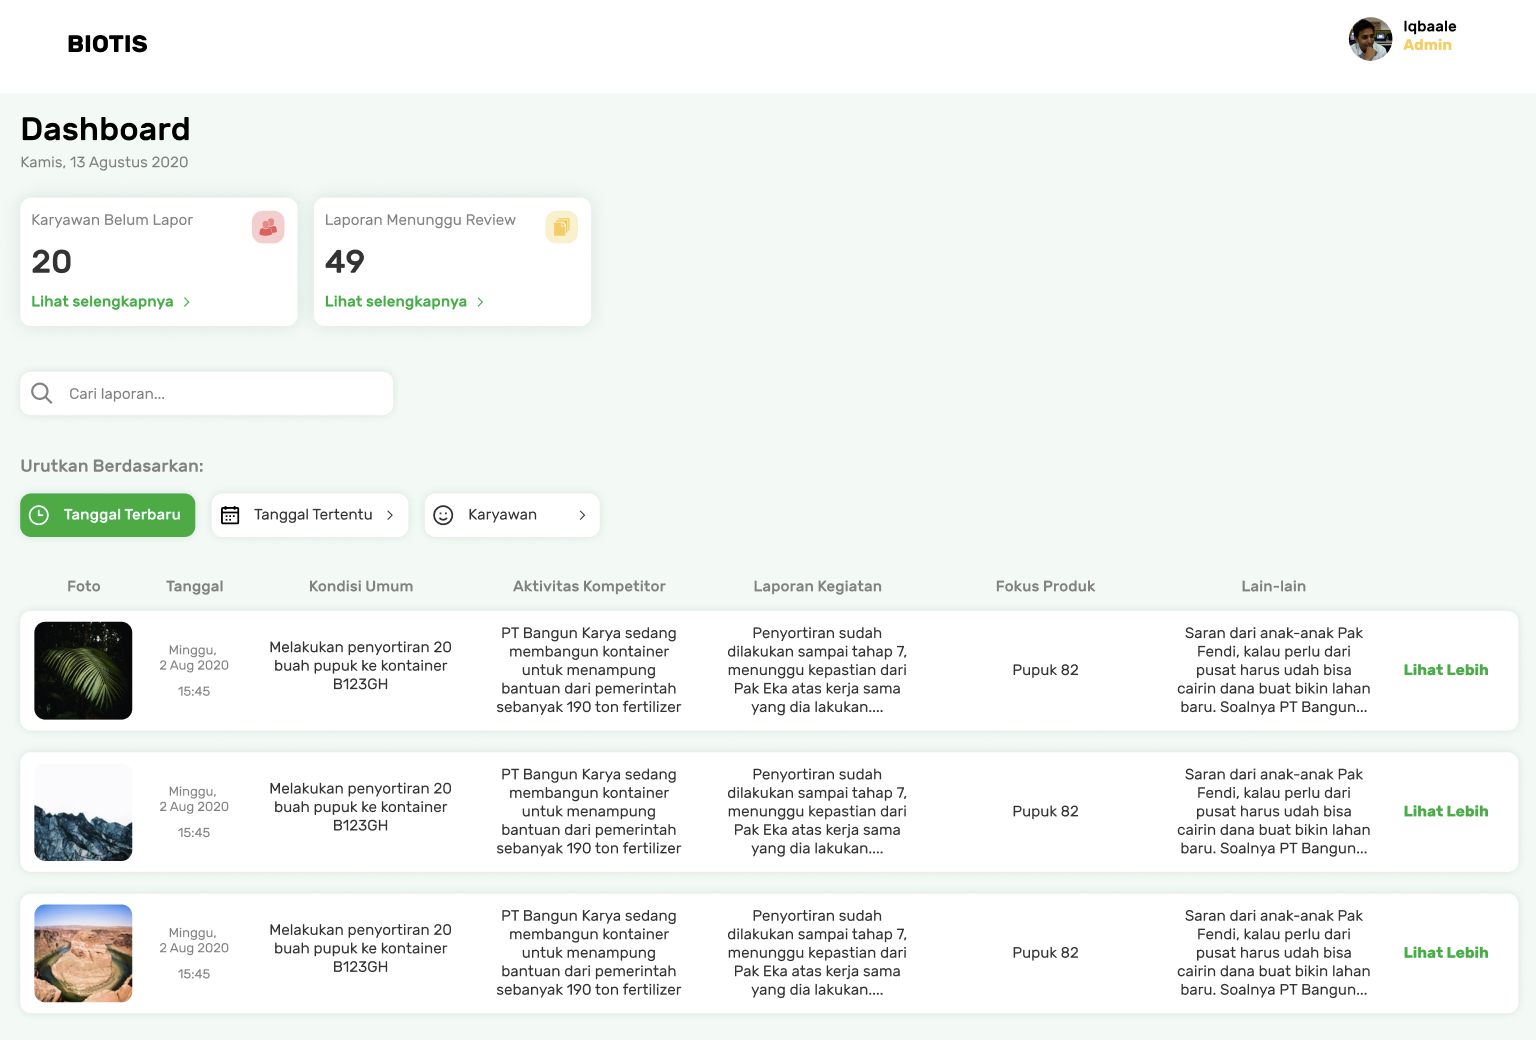 BIOTIS
Iqbaale
Admin
Dashboard
Kamis, 13 Agustus 2020
Karyawan Belum Lapor
20
Lihat selengkapnya
Laporan Menunggu Review
49
Lihat selengkapnya
Cari laporan...
Urutkan Berdasarkan:
Tanggal Terbaru
Tanggal Tertentu
Karyawan
Foto
Tanggal
Kondisi Umum
Aktivitas Kompetitor
Laporan Kegiatan
Fokus Produk
Lain-lain
Minggu,
2 Aug 2020
15:45
Melakukan penyortiran 20
buah pupuk ke kontainer
B123GH
PT Bangun Karya sedang
membangun kontainer
untuk menampung
bantuan dari pemerintah
sebanyak 190 ton fertilizer
Penyortiran sudah
dilakukan sampai tahap 7,
menunggu kepastian dari
Pak Eka atas kerja sama
yang dia lakukan....
Pupuk 82
Saran dari anak-anak Pak
Fendi, kalau perlu dari
pusat harus udah bisa
cairin dana buat bikin lahan
baru. Soalnya PT Bangun...
Lihat Lebih
Minggu,
2 Aug 2020
15:45
Melakukan penyortiran 20
buah pupuk ke kontainer
B123GH
PT Bangun Karya sedang
membangun kontainer
untuk menampung
bantuan dari pemerintah
sebanyak 190 ton fertilizer
Penyortiran sudah
dilakukan sampai tahap 7,
menunggu kepastian dari
Pak Eka atas kerja sama
yang dia lakukan....
Pupuk 82
Saran dari anak-anak Pak
Fendi, kalau perlu dari
pusat harus udah bisa
cairin dana buat bikin lahan
baru. Soalnya PT Bangun...
Lihat Lebih
Minggu,
2 Aug 2020
15:45
Melakukan penyortiran 20
buah pupuk ke kontainer
B123GH
PT Bangun Karya sedang
membangun kontainer
untuk menampung
bantuan dari pemerintah
sebanyak 190 ton fertilizer
Penyortiran sudah
dilakukan sampai tahap 7,
menunggu kepastian dari
Pak Eka atas kerja sama
yang dia lakukan....
Pupuk 82
Saran dari anak-anak Pak
Fendi, kalau perlu dari
pusat harus udah bisa
cairin dana buat bikin lahan
baru. Soalnya PT Bangun...
Lihat Lebih